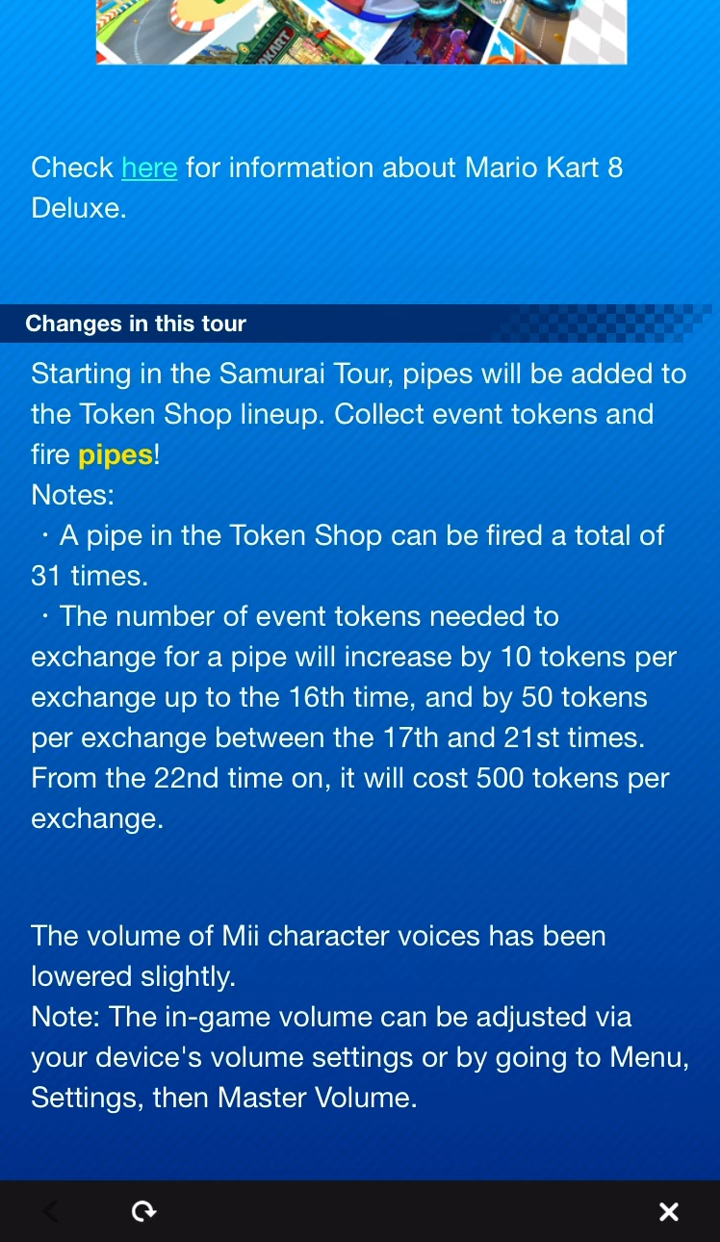 KART
Check here for information about Mario Kart 8
Deluxe.
Changes in this tour
Starting in the Samurai Tour, pipes will be added to
the Token Shop lineup. Collect event tokens and
fire pipes!
Notes:
・A pipe in the Token Shop can be fired a total of
31 times.
・The number of event tokens needed to
exchange for a pipe will increase by 10 tokens per
exchange up to the 16th time, and by 50 tokens
per exchange between the 17th and 21st times.
From the 22nd time on, it will cost 500 tokens per
exchange.
The volume of Mii character voices has been
lowered slightly.
Note: The in-game volume can be adjusted via
your device's volume settings or by going to Menu,
Settings, then Master Volume.